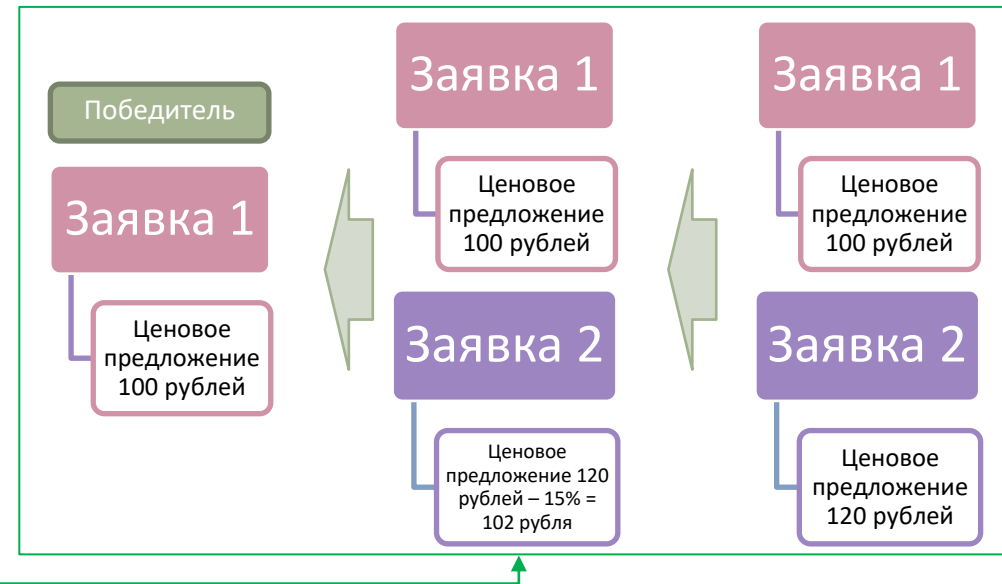 Победитель
Заявка 1
Ценовое
предложение
100 рублей
Заявка 1
Ценовое
предложение
100 рублей
Заявка 2
Ценовое
предложение 120
рублей – 15% =
102 рубля
Заявка 1
Ценовое
предложение
100 рублей
Заявка 2
Ценовое
предложение
120 рублей